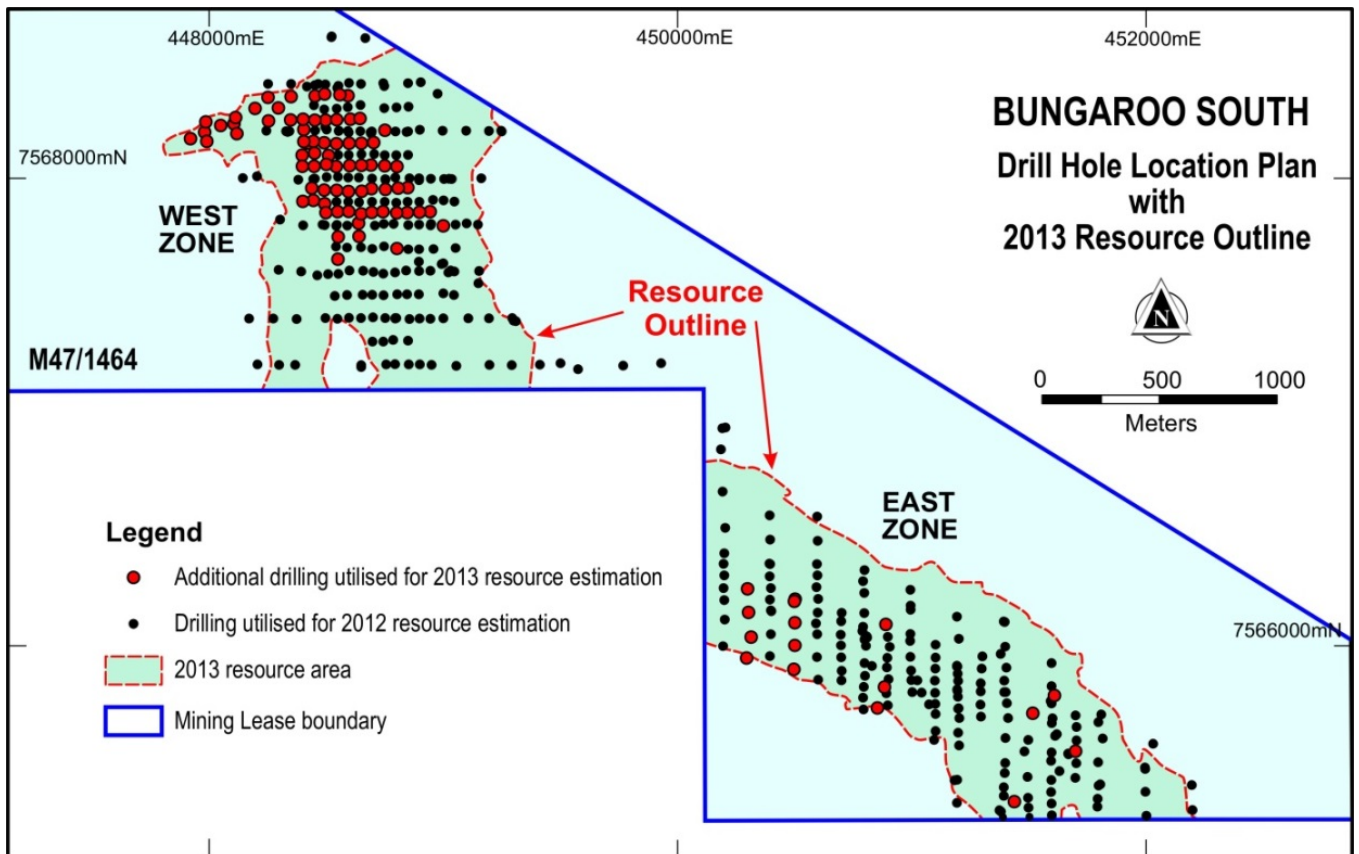 448000mE
450000mE
452000mE
BUNGAROO SOUTH
Drill Hole Location Plan
with
2013 Resource Outline
7568000mN
WEST
ZONE
N
Resource
Outline
M47/1464
0 500 1000
Meters
EAST
ZONE
Legend
Additional drilling utilised for 2013 resource estimation
Drilling utilised for 2012 resource estimation
7566000mN
2013 resource area
Mining Lease boundary